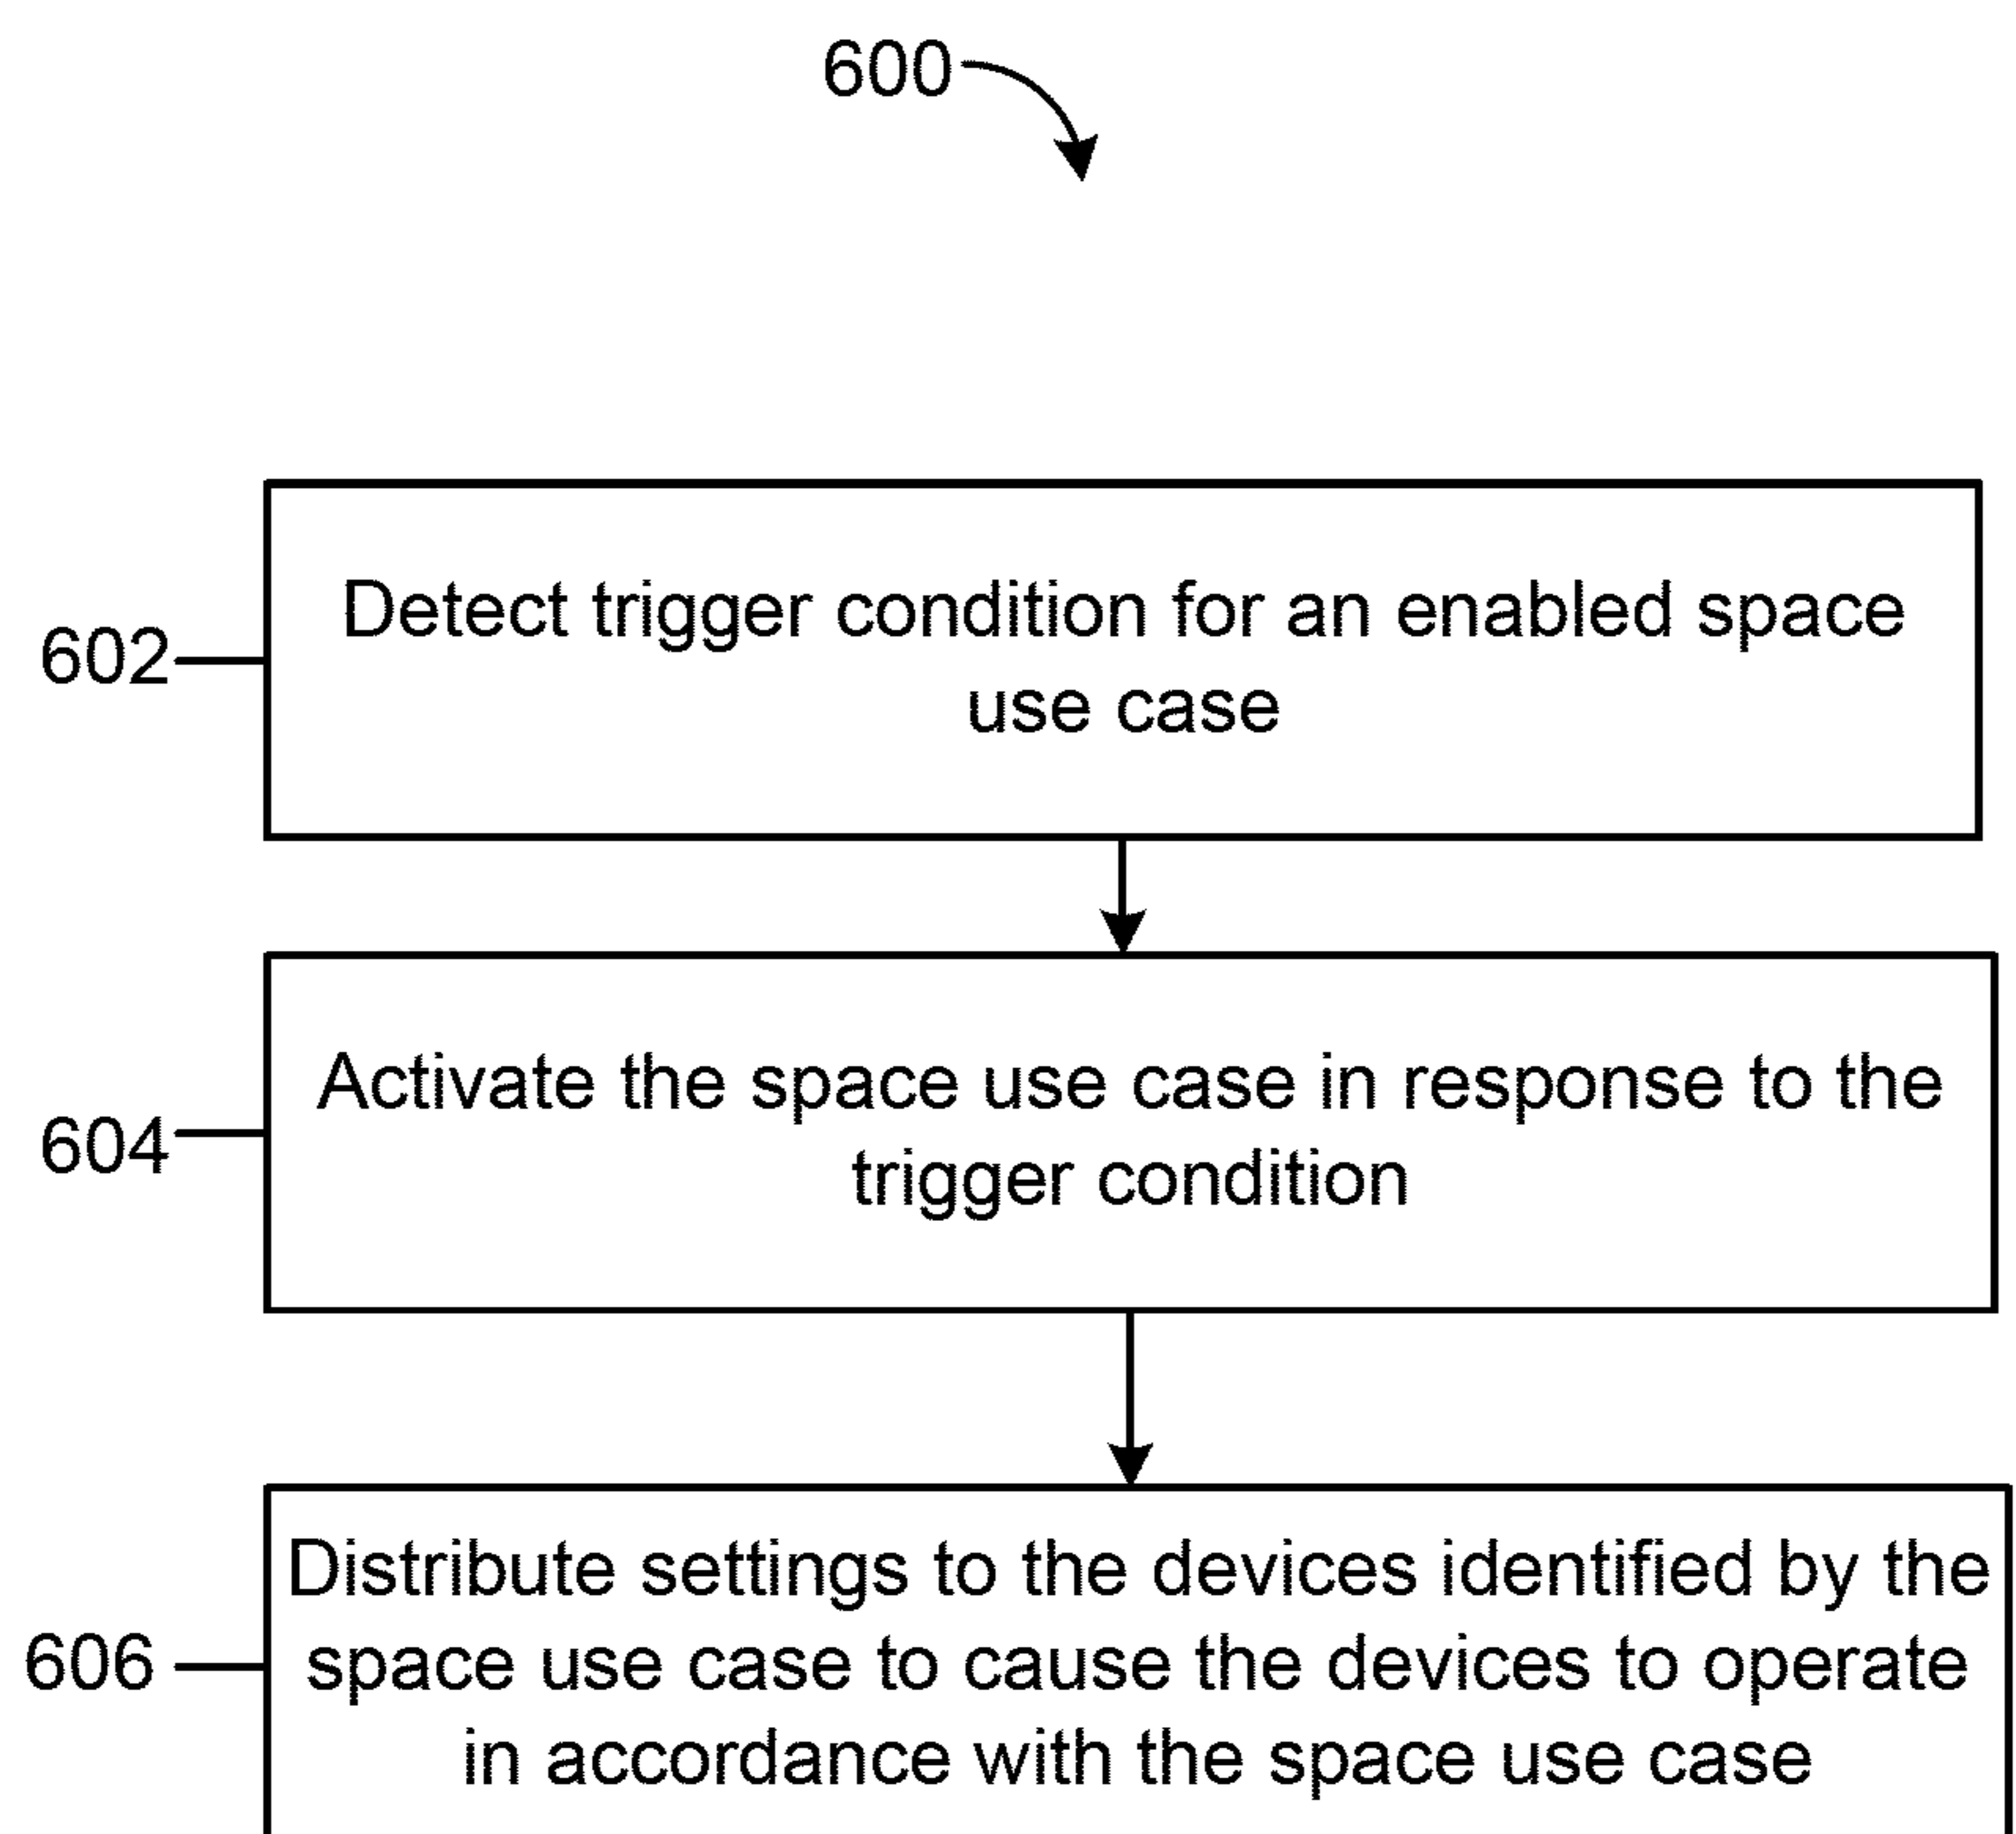 600
602
Detect trigger condition for an enabled space
use case
604
Activate the space use case in response to the
trigger condition
606
Distribute settings to the devices identified by the
space use case to cause the devices to operate
in accordance with the space use case